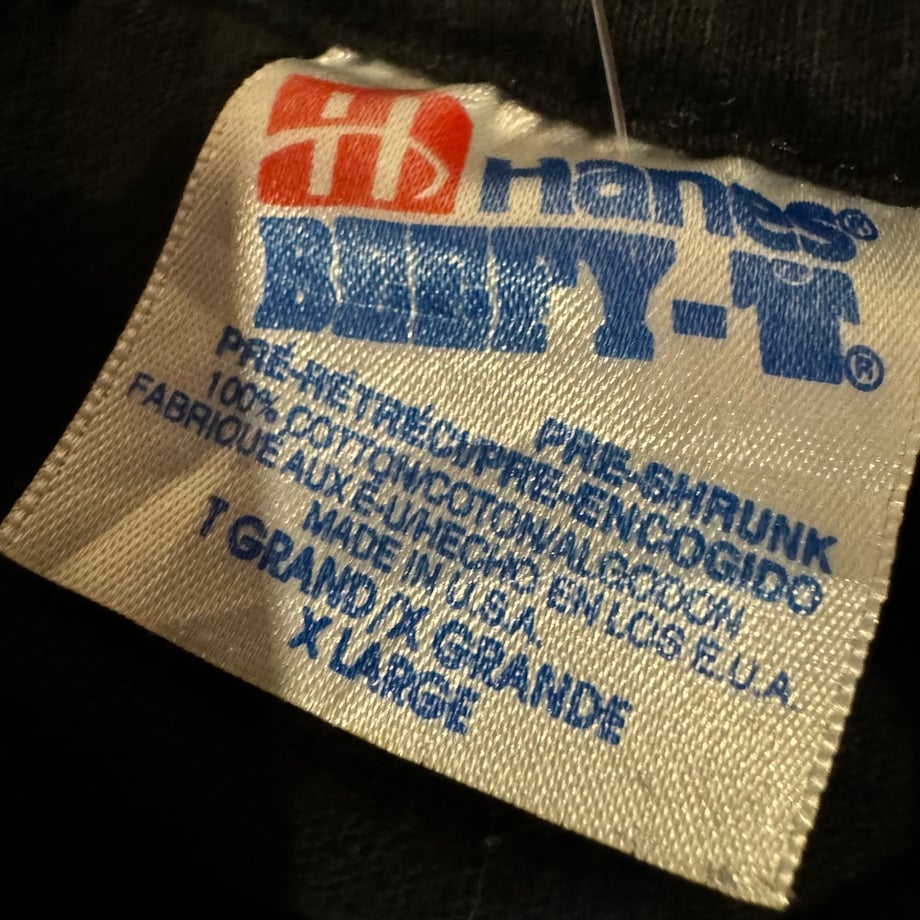 H Hanes®
BEEFY-T®
PRE-SHRUNK
PRÉ-RÉTRÉCI/PRE-ENCOGIDO
100% COTTON/COTON/ALGODON
FABRIQUÉ AUX É-U/HECHO EN LOS E.U.A.
MADE IN U.S.A.
T GRAND/X GRANDE
X LARGE